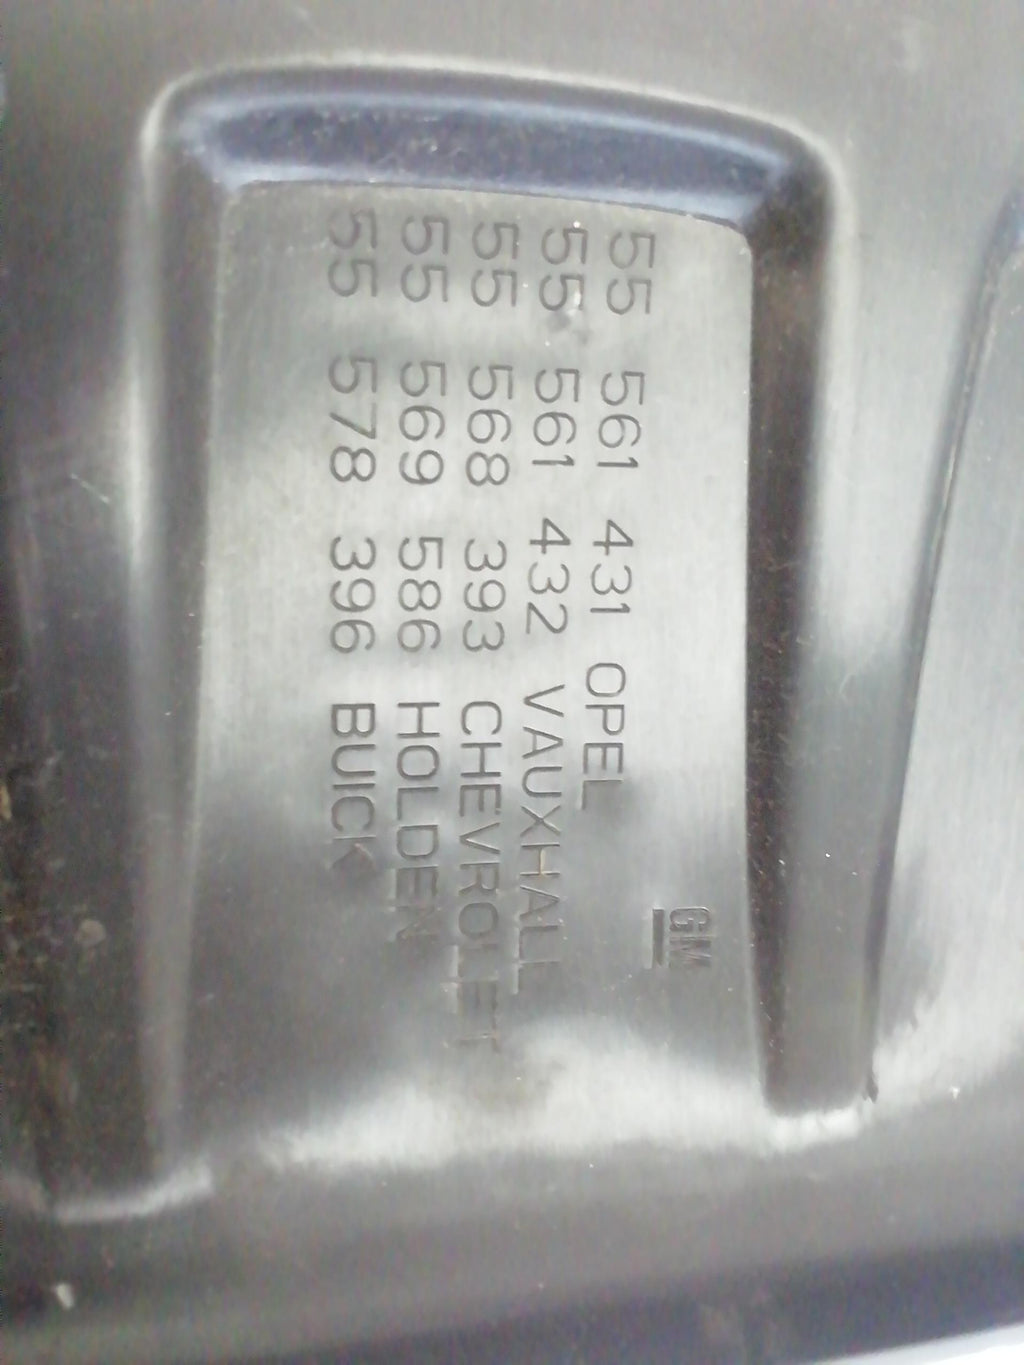 GM
55 561 431 OPEL
55 561 432 VAUXHALL
55 568 393 CHEVROLET
55 569 586 HOLDEN
55 578 396 BUICK